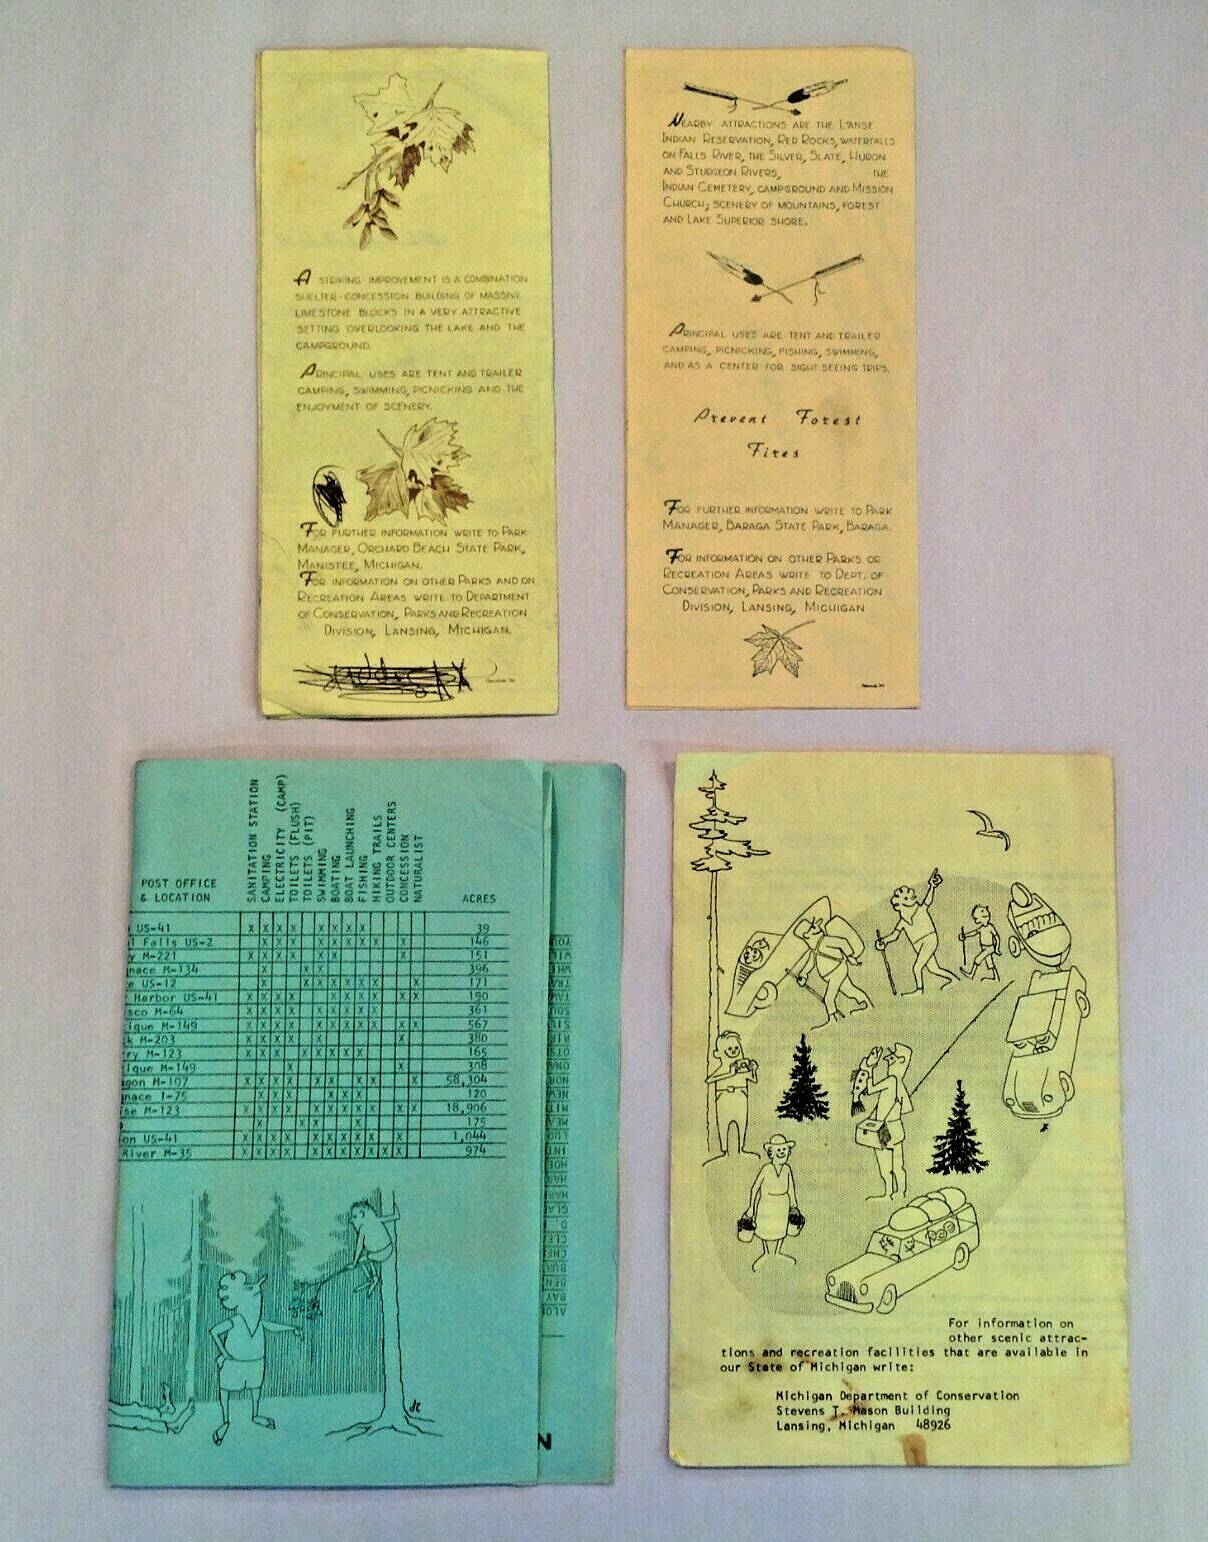 A STRIKING IMPROVEMENT IS A COMBINATION
SHELTER-CONCESSION BUILDING OF MASSIVE
LIMESTONE BLOCKS IN A VERY ATTRACTIVE
SETTING OVERLOOKING THE LAKE AND THE
CAMPGROUND.
PRINCIPAL USES ARE TENT AND TRAILER
CAMPING, SWIMMING, PICNICKING AND THE
ENJOYMENT OF SCENERY.
FOR FURTHER INFORMATION WRITE TO PARK
MANAGER, ORCHARD BEACH STATE PARK,
MANISTEE, MICHIGAN.
FOR INFORMATION ON OTHER PARKS AND ON
RECREATION AREAS WRITE TO DEPARTMENT
OF CONSERVATION, PARKS AND RECREATION
DIVISION, LANSING, MICHIGAN.
NEARBY ATTRACTIONS ARE THE L'ANSE
INDIAN RESERVATION, RED ROCKS, WATERFALLS
ON FALLS RIVER, THE SILVER, SLATE, HURON
AND STURGEON RIVERS, THE
INDIAN CEMETERY, CAMPGROUND AND MISSION
CHURCH; SCENERY OF MOUNTAINS, FOREST
AND LAKE SUPERIOR SHORE.
PRINCIPAL USES ARE TENT AND TRAILER
CAMPING, PICNICKING, FISHING, SWIMMING,
AND AS A CENTER FOR SIGHT SEEING TRIPS.
Prevent Forest
Fires
FOR FURTHER INFORMATION WRITE TO PARK
MANAGER, BARAGA STATE PARK, BARAGA.
FOR INFORMATION ON OTHER PARKS OR
RECREATION AREAS WRITE TO DEPT. OF
CONSERVATION, PARKS AND RECREATION
DIVISION, LANSING, MICHIGAN
POST OFFICE
& LOCATION
SANITATION STATION
CAMPING
ELECTRICITY (CAMP)
TOILETS (FLUSH)
TOILETS (PIT)
SWIMMING
BOATING
BOAT LAUNCHING
FISHING
HIKING TRAILS
OUTDOOR CENTERS
CONCESSION
NATURALIST
ACRES
US-41 X X X X X X X X 39
l Falls US-2 X X X X X X X X X 146
y M-221 X X X X X X X 151
nace M-134 X X X 396
e US-12 X X X X X X X X 171
Harbor US-41 X X X X X X X X X X 190
sco M-64 X X X X X X X X X 361
ique M-149 X X X X X X X X X X X 567
k M-203 X X X X X X 380
ry M-123 X X X X X X X X 165
ique M-149 X X 308
gon M-107 X X X X X X X X X 58,304
nace I-75 X X X X X X 120
se M-123 X X X X X X X X X X X 18,906
X X X X 175
on US-41 X X X X X X X X X X 1,044
River M-35 X X X X X X X X X X X 974
N
For information on
other scenic attrac-
tions and recreation facilities that are available in
our State of Michigan write:
Michigan Department of Conservation
Stevens T. Mason Building
Lansing, Michigan 48926